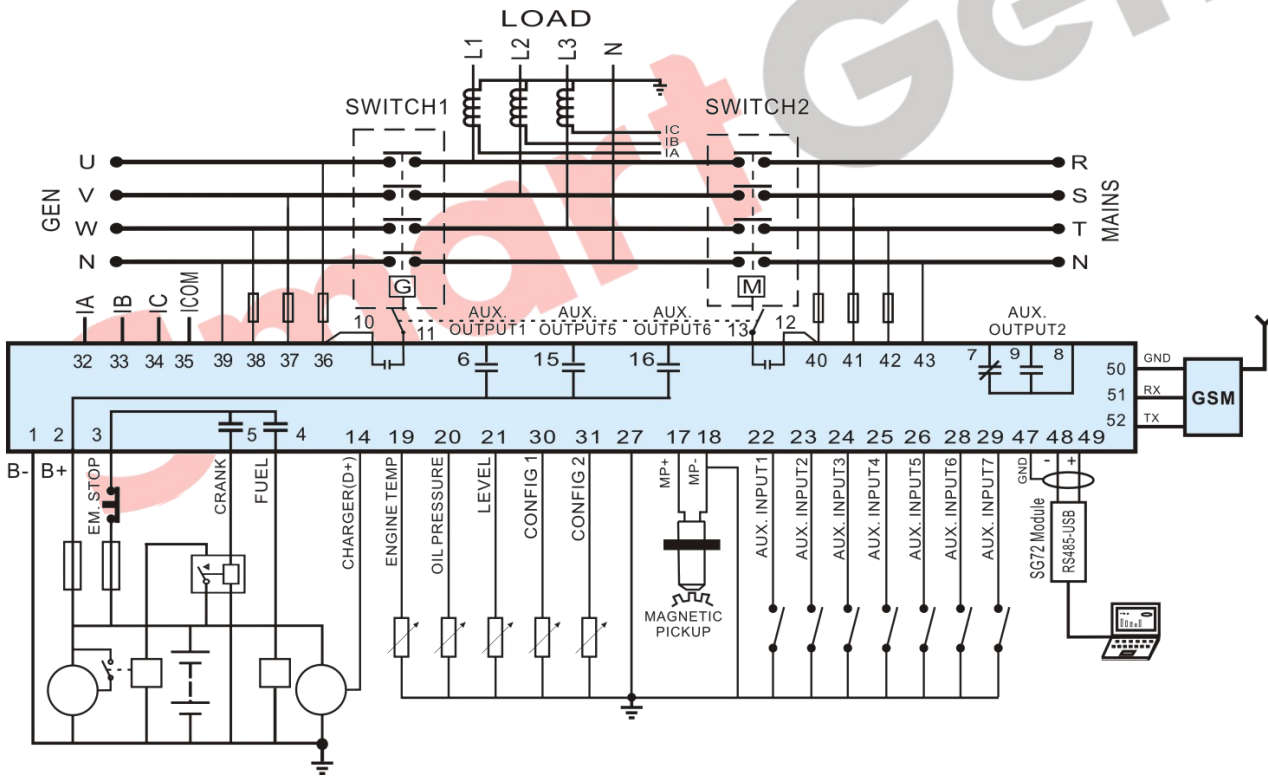 SmartGen
LOAD
L1 L2 L3 N
SWITCH1 SWITCH2
IC
IB
IA
GEN
U R
V S
W T
N N
MAINS
G M
IA IB IC ICOM
10 11 13 12
AUX. OUTPUT1
AUX. OUTPUT5
AUX. OUTPUT6
AUX. OUTPUT2
32 33 34 35 39 38 37 36 6 15 16 40 41 42 43 7 9 8
50 GND
51 RX
52 TX
GSM
1 2 3 5 4 14 19 20 21 30 31 27 17 18 22 23 24 25 26 28 29 47 48 49
B- B+
EM. STOP
CRANK
FUEL
CHARGER(D+)
ENGINE TEMP
OIL PRESSURE
LEVEL
CONFIG 1
CONFIG 2
MP+
MP-
AUX. INPUT1
AUX. INPUT2
AUX. INPUT3
AUX. INPUT4
AUX. INPUT5
AUX. INPUT6
AUX. INPUT7
GND
- +
SG72 Module
RS485-USB
MAGNETIC
PICKUP